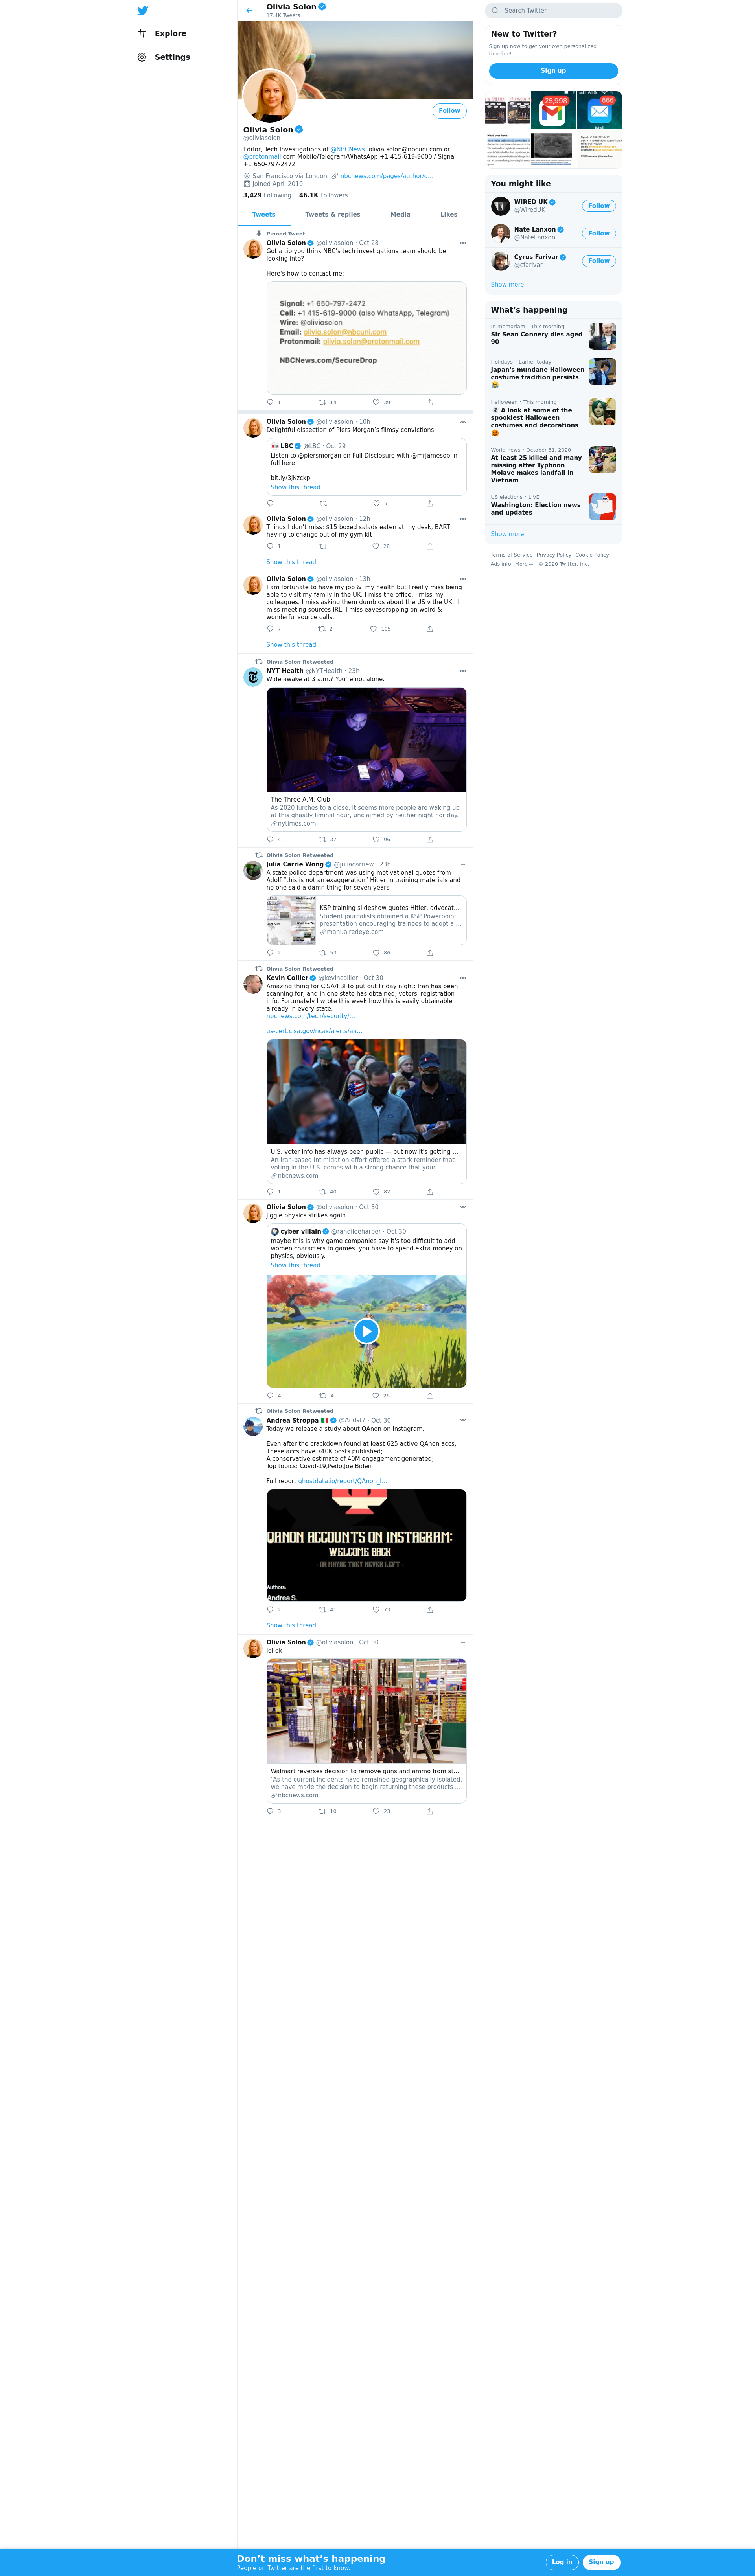 Explore
Settings
Olivia Solon
17.4K Tweets
Follow
Olivia Solon
@oliviasolon
Editor, Tech Investigations at @NBCNews. olivia.solon@nbcuni.com or
@protonmail.com Mobile/Telegram/WhatsApp +1 415-619-9000 / Signal:
+1 650-797-2472
San Francisco via London nbcnews.com/pages/author/o…
Joined April 2010
3,429 Following 46.1K Followers
Tweets Tweets & replies Media Likes
Pinned Tweet
Olivia Solon @oliviasolon · Oct 28
Got a tip you think NBC's tech investigations team should be
looking into?
Here's how to contact me:
Signal: +1 650-797-2472
Cell: +1 415-619-9000 (also WhatsApp, Telegram)
Wire: @oliviasolon
Email: olivia.solon@nbcuni.com
Protonmail: olivia.solon@protonmail.com
NBCNews.com/SecureDrop
1 14 39
Olivia Solon @oliviasolon · 10h
Delightful dissection of Piers Morgan's flimsy convictions
LBC @LBC · Oct 29
Listen to @piersmorgan on Full Disclosure with @mrjamesob in
full here
bit.ly/3jKzckp
Show this thread
9
Olivia Solon @oliviasolon · 12h
Things I don't miss: $15 boxed salads eaten at my desk, BART,
having to change out of my gym kit
1 28
Show this thread
Olivia Solon @oliviasolon · 13h
I am fortunate to have my job & my health but I really miss being
able to visit my family in the UK. I miss the office. I miss my
colleagues. I miss asking them dumb qs about the US v the UK. I
miss meeting sources IRL. I miss eavesdropping on weird &
wonderful source calls.
7 2 105
Show this thread
Olivia Solon Retweeted
NYT Health @NYTHealth · 23h
Wide awake at 3 a.m.? You're not alone.
The Three A.M. Club
As 2020 lurches to a close, it seems more people are waking up
at this ghastly liminal hour, unclaimed by neither night nor day.
nytimes.com
4 37 96
Olivia Solon Retweeted
Julia Carrie Wong @juliacarriew · 23h
A state police department was using motivational quotes from
Adolf "this is not an exaggeration" Hitler in training materials and
no one said a damn thing for seven years
KSP training slideshow quotes Hitler, advocat…
Student journalists obtained a KSP Powerpoint
presentation encouraging trainees to adopt a …
manualredeye.com
2 53 86
Olivia Solon Retweeted
Kevin Collier @kevincollier · Oct 30
Amazing thing for CISA/FBI to put out Friday night: Iran has been
scanning for, and in one state has obtained, voters' registration
info. Fortunately I wrote this week how this is easily obtainable
already in every state:
nbcnews.com/tech/security/…
us-cert.cisa.gov/ncas/alerts/aa…
U.S. voter info has always been public — but now it's getting …
An Iran-based intimidation effort offered a stark reminder that
voting in the U.S. comes with a strong chance that your …
nbcnews.com
1 40 82
Olivia Solon @oliviasolon · Oct 30
Jiggle physics strikes again
cyber villain @randileeharper · Oct 30
maybe this is why game companies say it's too difficult to add
women characters to games. you have to spend extra money on
physics, obviously.
Show this thread
4 4 26
Olivia Solon Retweeted
Andrea Stroppa 🇮🇹 @Andst7 · Oct 30
Today we release a study about QAnon on Instagram.
Even after the crackdown found at least 625 active QAnon accs;
These accs have 740K posts published;
A conservative estimate of 40M engagement generated;
Top topics: Covid-19,Pedo,Joe Biden
Full report ghostdata.io/report/QAnon_I…
QANON ACCOUNTS ON INSTAGRAM:
WELCOME BACK
- OR MAYBE THEY NEVER LEFT -
Authors-
Andrea S.
2 41 73
Show this thread
Olivia Solon @oliviasolon · Oct 30
lol ok
Walmart reverses decision to remove guns and ammo from st…
"As the current incidents have remained geographically isolated,
we have made the decision to begin returning these products …
nbcnews.com
3 10 23
Search Twitter
New to Twitter?
Sign up now to get your own personalized
timeline!
Sign up
25,998
666
Mail
You might like
WIRED UK
@WiredUK
Follow
Nate Lanxon
@NateLanxon
Follow
Cyrus Farivar
@cfarivar
Follow
Show more
What's happening
In memoriam · This morning
Sir Sean Connery dies aged
90
Holidays · Earlier today
Japan's mundane Halloween
costume tradition persists
😂
Halloween · This morning
👻 A look at some of the
spookiest Halloween
costumes and decorations
🎃
World news · October 31, 2020
At least 25 killed and many
missing after Typhoon
Molave makes landfall in
Vietnam
US elections · LIVE
Washington: Election news
and updates
Show more
Terms of Service Privacy Policy Cookie Policy
Ads info More © 2020 Twitter, Inc.
Don't miss what's happening
People on Twitter are the first to know.
Log in
Sign up